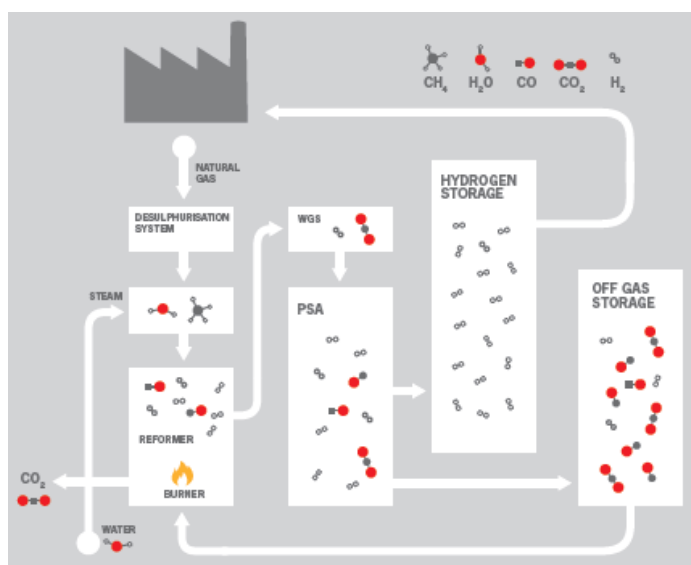 CH₄ H₂O CO CO₂ H₂
NATURAL
GAS
DESULPHURISATION
SYSTEM
WGS
HYDROGEN
STORAGE
STEAM
PSA
OFF GAS
STORAGE
REFORMER
BURNER
CO₂
WATER